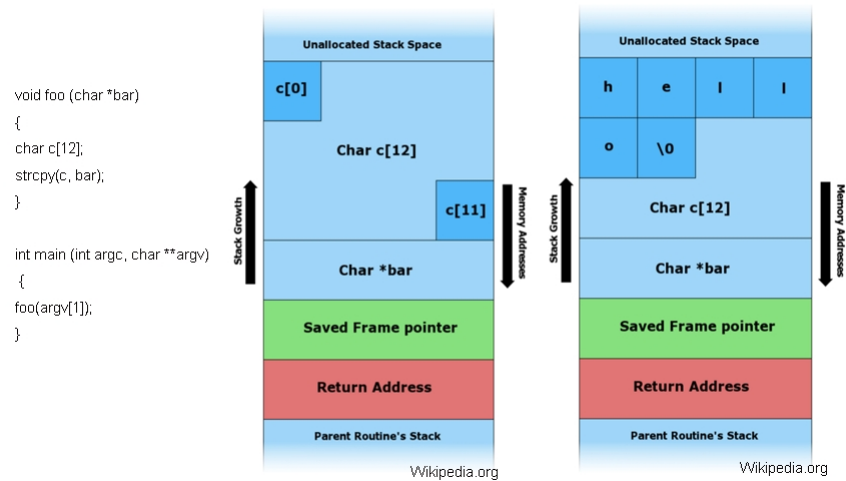 void foo (char *bar)
{
char c[12];
strcpy(c, bar);
}
int main (int argc, char **argv)
{
foo(argv[1]);
}
Unallocated Stack Space
c[0]
Char c[12]
c[11]
Stack Growth
Memory Addresses
Char *bar
Saved Frame pointer
Return Address
Parent Routine's Stack
Wikipedia.org
Unallocated Stack Space
h e l l
o \0
Char c[12]
Stack Growth
Memory Addresses
Char *bar
Saved Frame pointer
Return Address
Parent Routine's Stack
Wikipedia.org